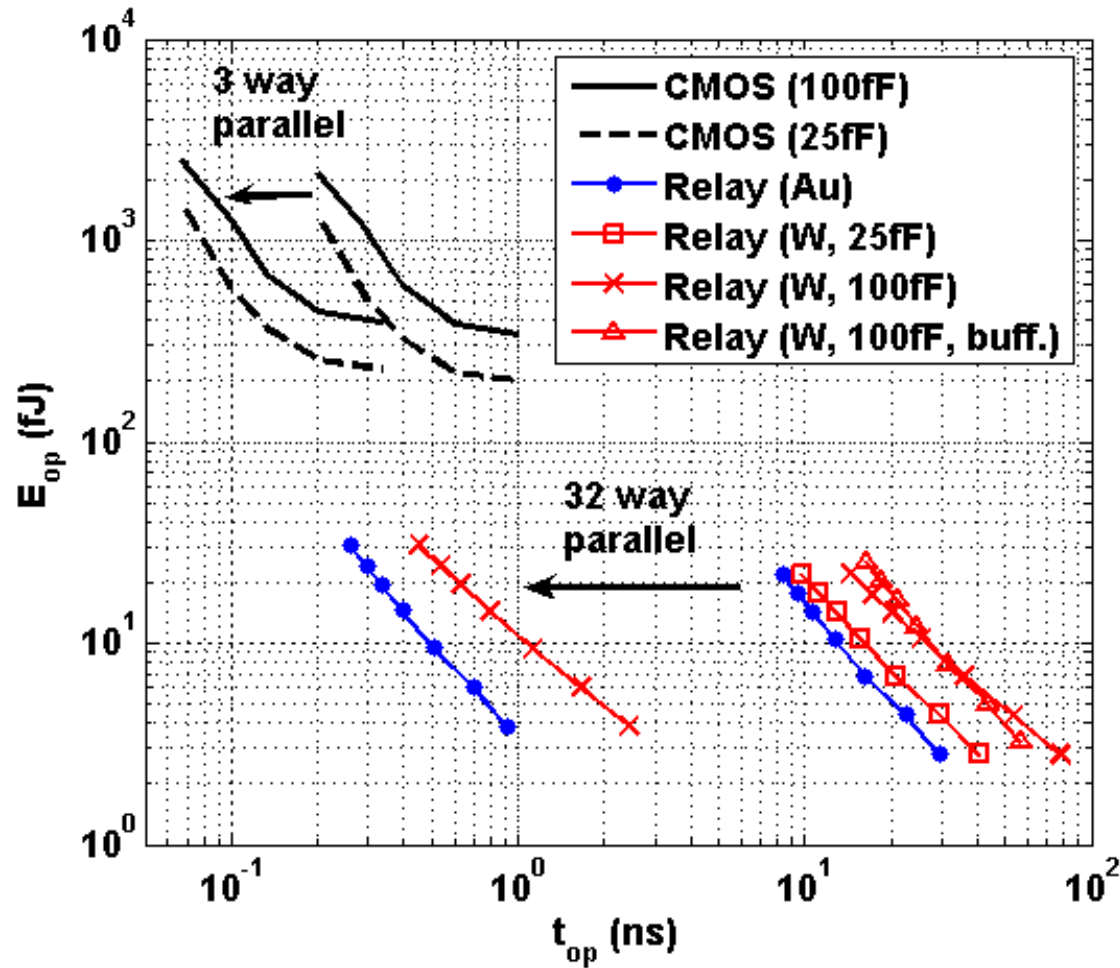 10^4
10^3
10^2
10^1
10^0
E_op (fJ)
3 way
parallel
CMOS (100fF)
CMOS (25fF)
Relay (Au)
Relay (W, 25fF)
Relay (W, 100fF)
Relay (W, 100fF, buff.)
32 way
parallel
10^-1
10^0
10^1
10^2
t_op (ns)